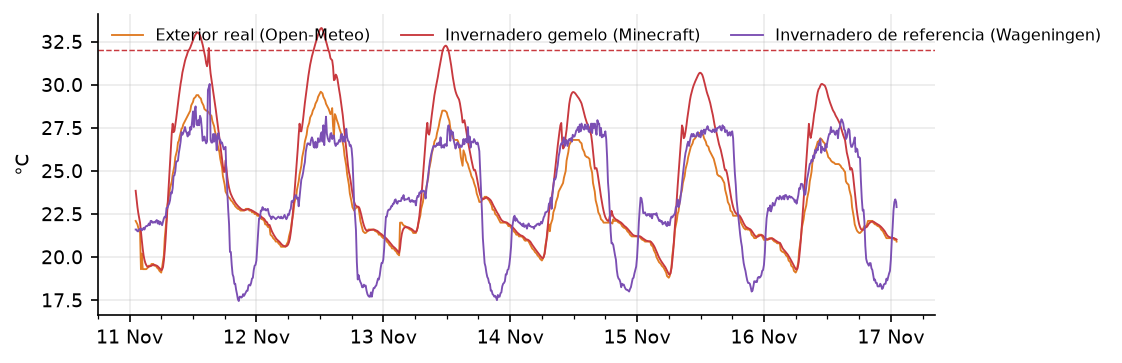 Exterior real (Open-Meteo) Invernadero gemelo (Minecraft) Invernadero de referencia (Wageningen)
32.5
30.0
27.5
25.0
22.5
20.0
17.5
°C
11 Nov 12 Nov 13 Nov 14 Nov 15 Nov 16 Nov 17 Nov